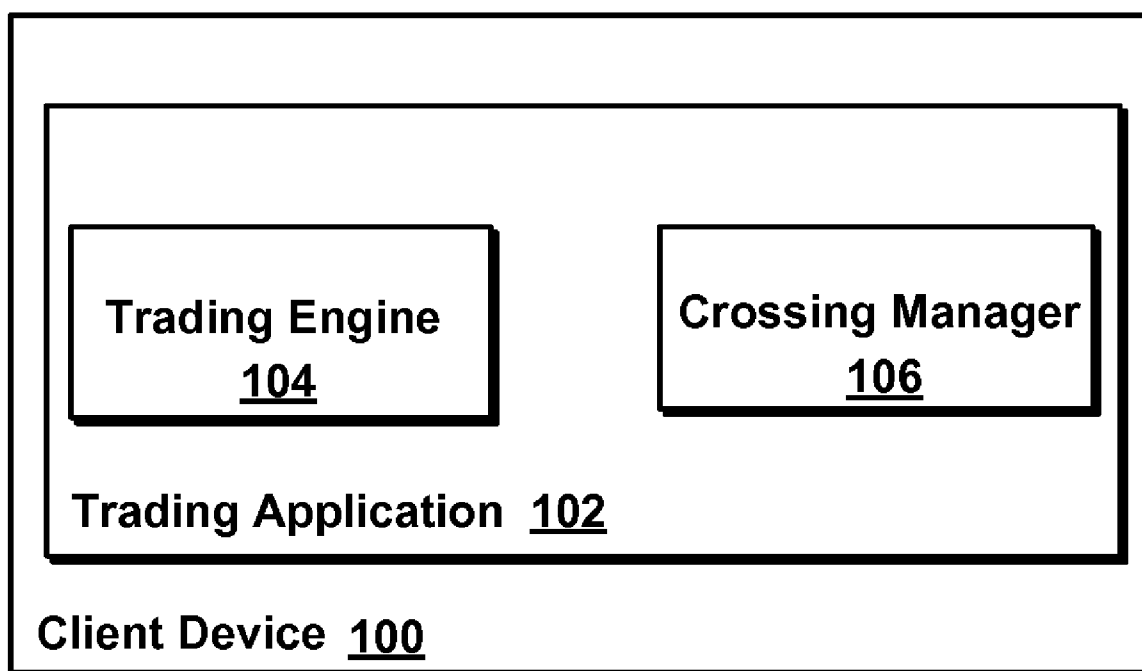 Trading Engine
104
Crossing Manager
106
Trading Application 102
Client Device 100